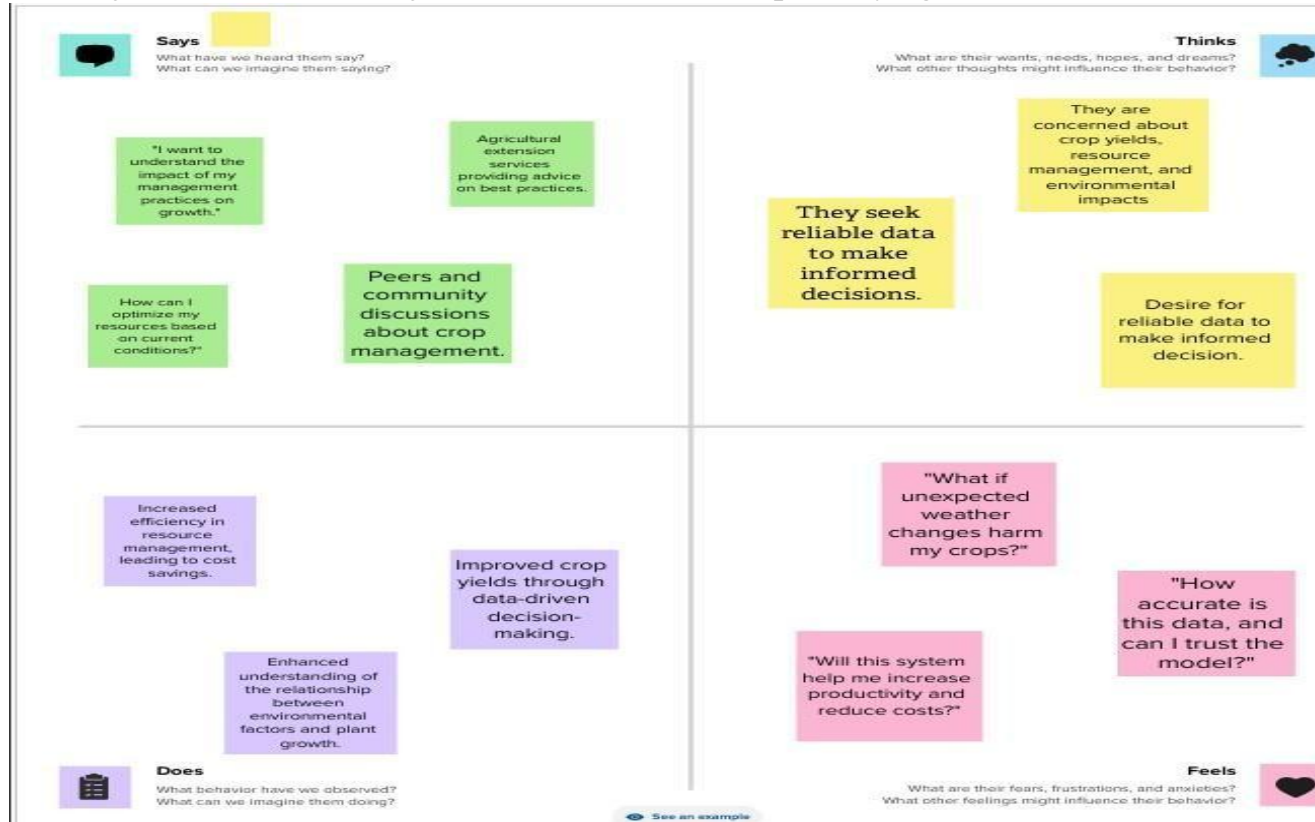 Says
What have we heard them say?
What can we imagine them saying?
Thinks
What are their wants, needs, hopes, and dreams?
What other thoughts might influence their behavior?
"I want to
understand the
impact of my
management
practices on
growth."
Agricultural
extension
services
providing advice
on best practices.
How can I
optimize my
resources based
on current
conditions?"
Peers and
community
discussions
about crop
management.
They are
concerned about
crop yields,
resource
management, and
environmental
impacts
They seek
reliable data
to make
informed
decisions.
Desire for
reliable data to
make informed
decision.
Increased
efficiency in
resource
management,
leading to cost
savings.
Improved crop
yields through
data-driven
decision-
making.
Enhanced
understanding of
the relationship
between
environmental
factors and plant
growth.
"What if
unexpected
weather
changes harm
my crops?"
"How
accurate is
this data, and
can I trust the
model?"
"Will this system
help me increase
productivity and
reduce costs?"
Does
What behavior have we observed?
What can we imagine them doing?
Feels
What are their fears, frustrations, and anxieties?
What other feelings might influence their behavior?
See an example